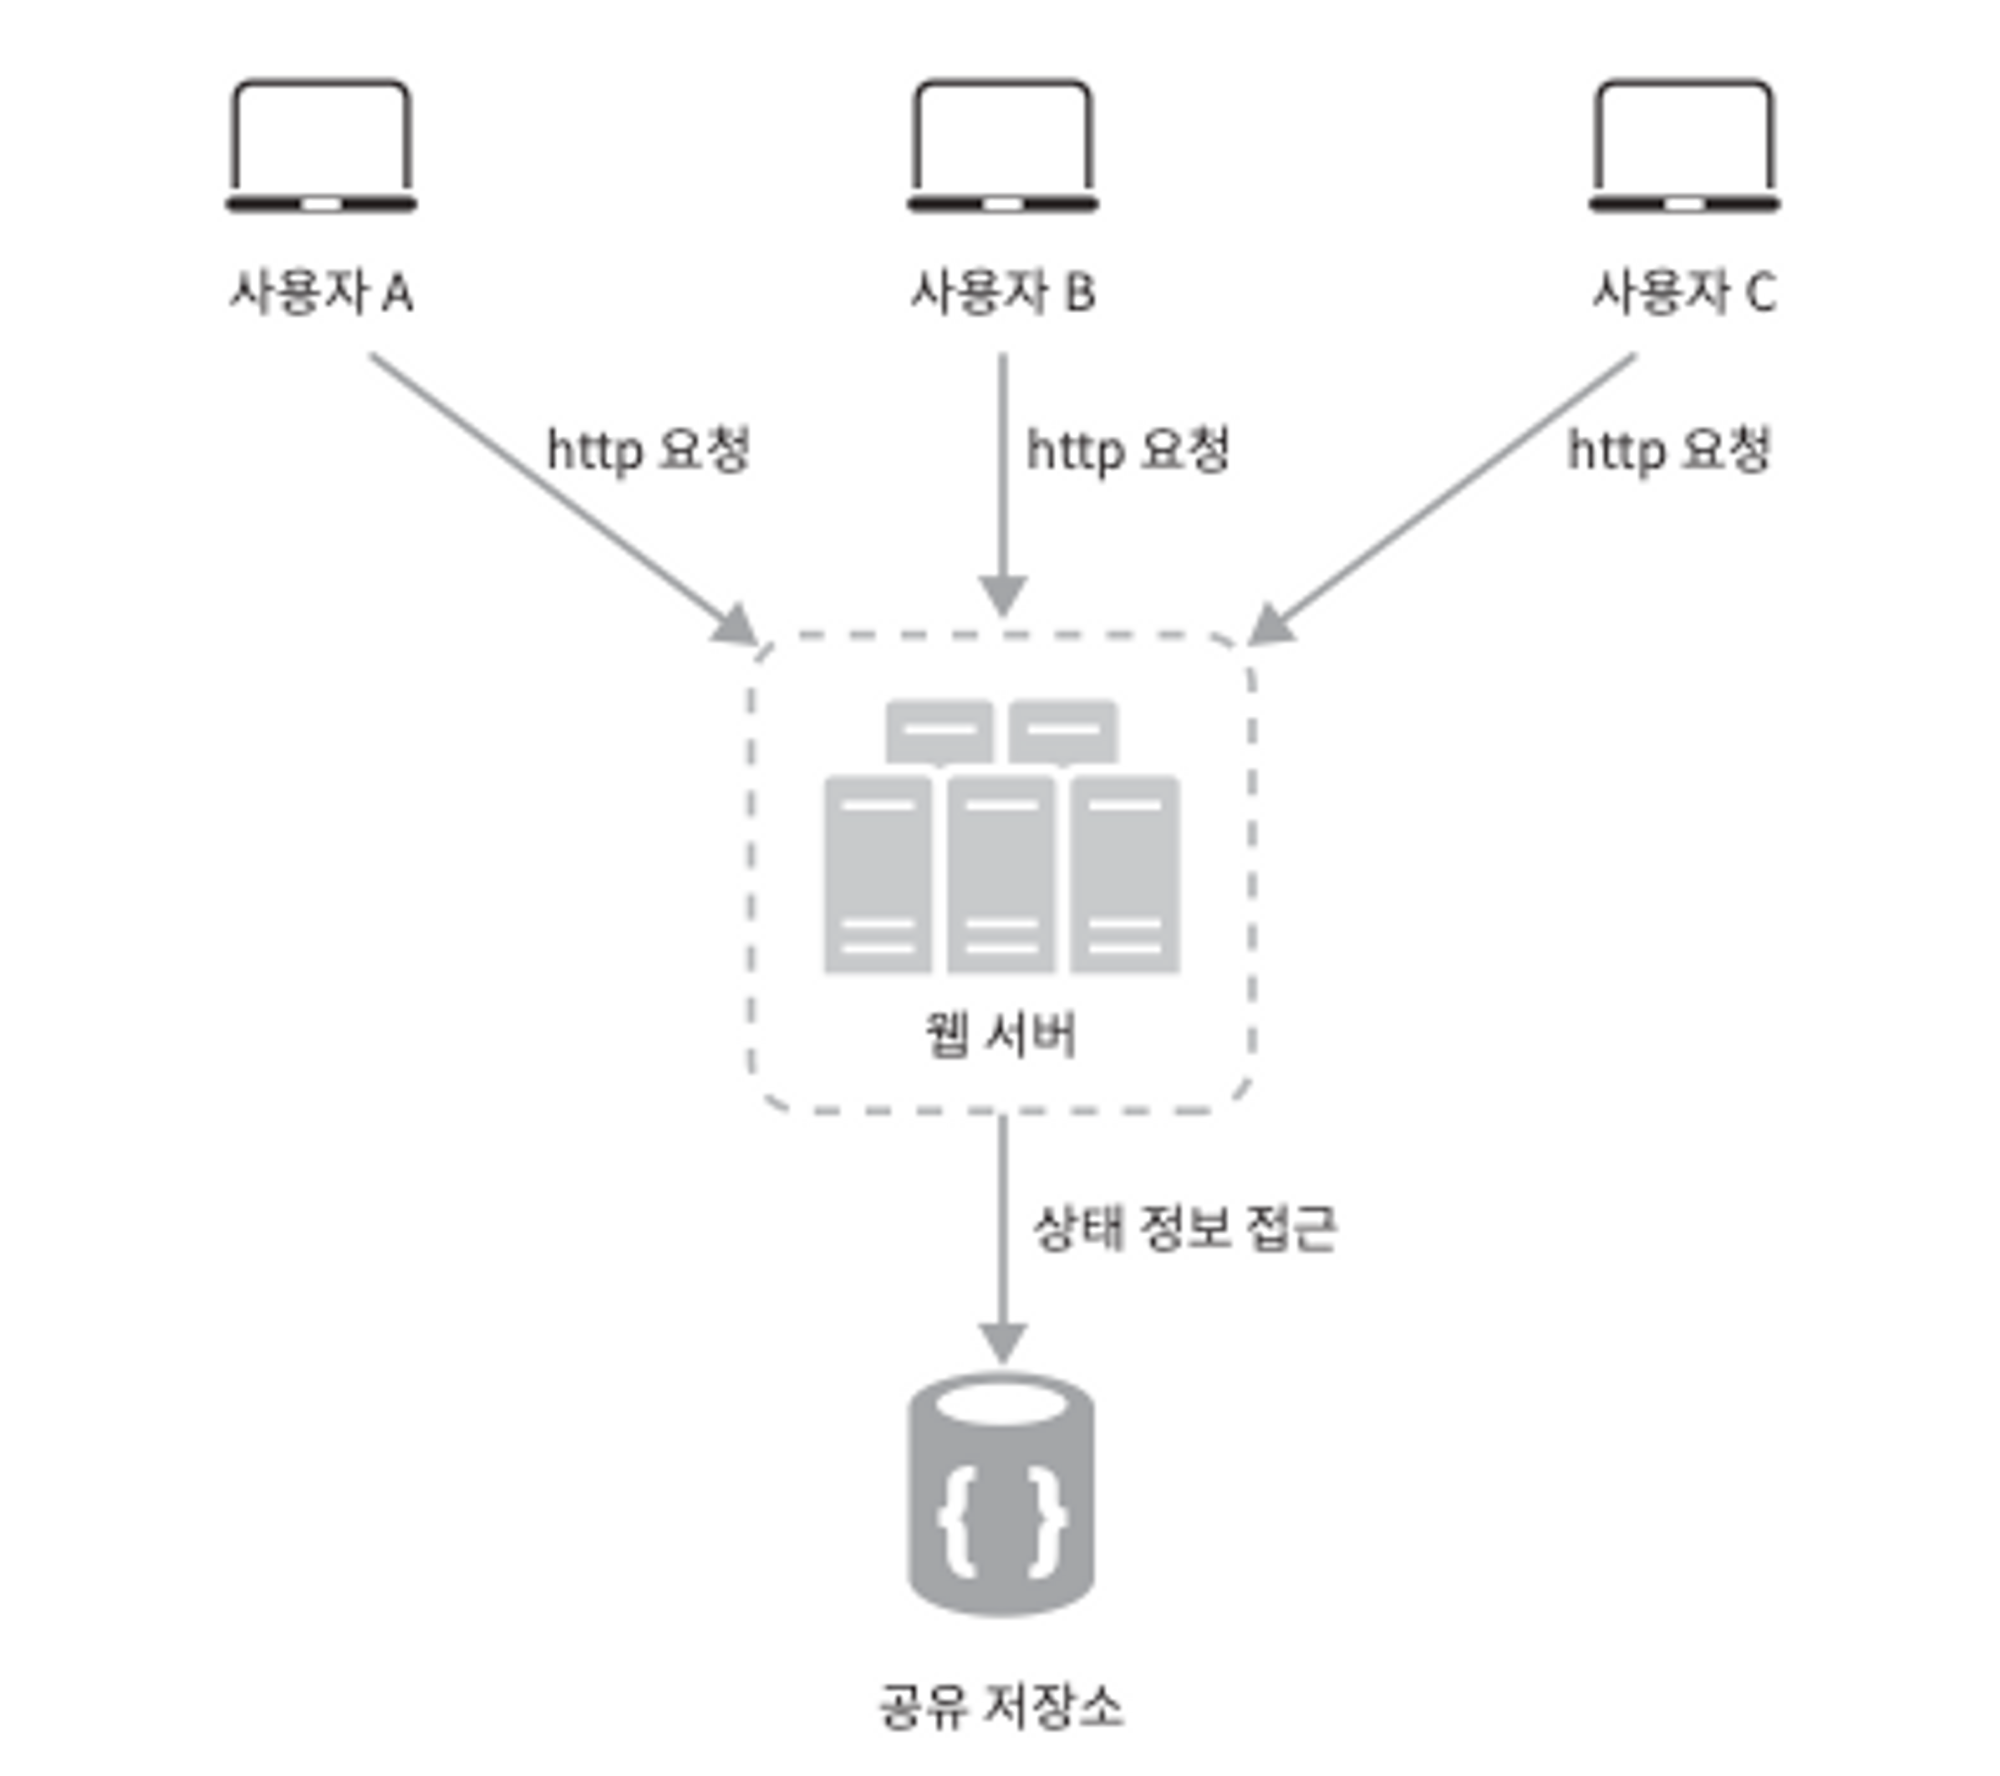 사용자 A
사용자 B
사용자 C
http 요청
http 요청
http 요청
웹 서버
상태 정보 접근
{ }
공유 저장소